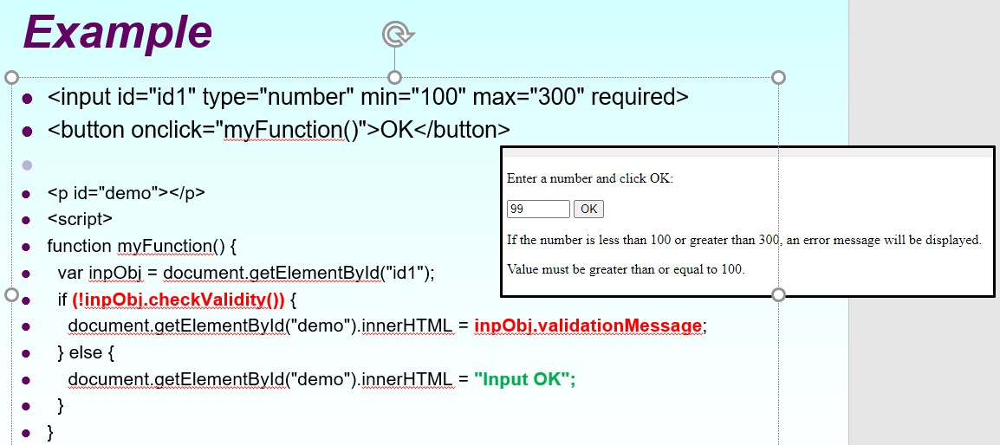 Example
<input id="id1" type="number" min="100" max="300" required>
<button onclick="myFunction()">OK</button>
<p id="demo"></p>
<script>
function myFunction() {
var inpObj = document.getElementById("id1");
if (!inpObj.checkValidity()) {
document.getElementById("demo").innerHTML = inpObj.validationMessage;
} else {
document.getElementById("demo").innerHTML = "Input OK";
}
}
Enter a number and click OK:
99 OK
If the number is less than 100 or greater than 300, an error message will be displayed.
Value must be greater than or equal to 100.